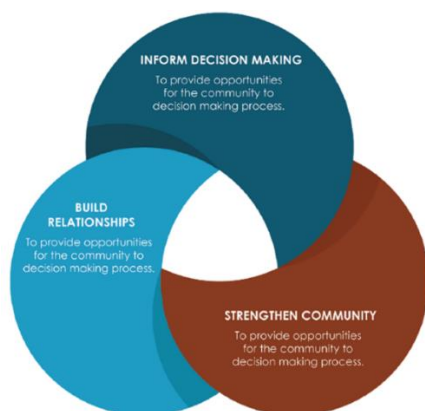 INFORM DECISION MAKING
To provide opportunities
for the community to
decision making process.
BUILD
RELATIONSHIPS
To provide opportunities
for the community to
decision making process.
STRENGTHEN COMMUNITY
To provide opportunities
for the community to
decision making process.